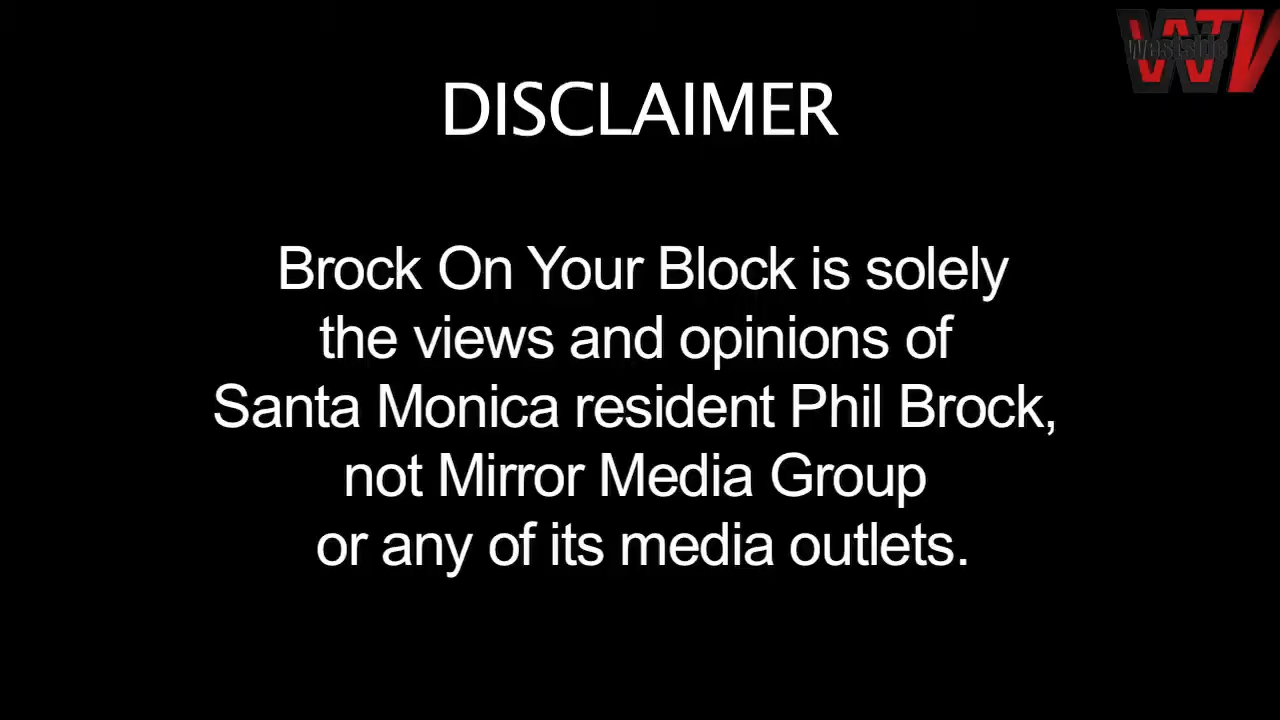 Westside
WTV
DISCLAIMER
Brock On Your Block is solely
the views and opinions of
Santa Monica resident Phil Brock,
not Mirror Media Group
or any of its media outlets.